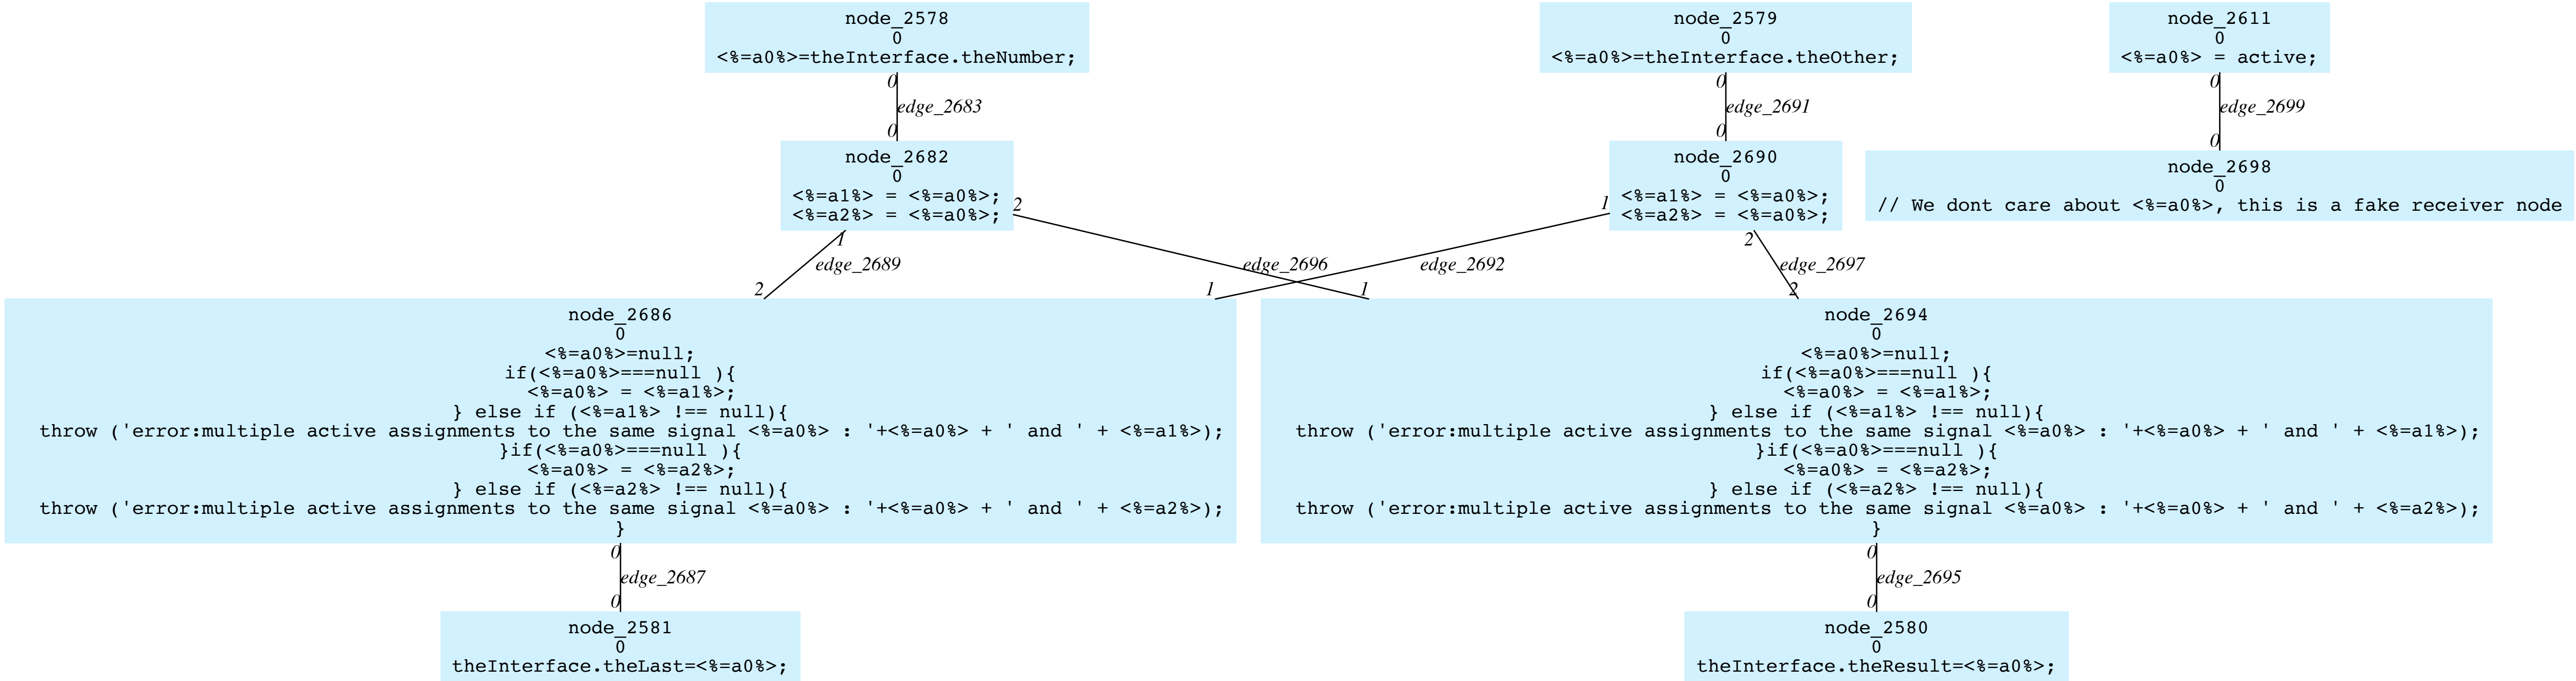 node_2578
0
<%=a0%>=theInterface.theNumber;
node_2579
0
<%=a0%>=theInterface.theOther;
node_2611
0
<%=a0%> = active;
0
edge_2683
0
0
edge_2691
0
0
edge_2699
0
node_2682
0
<%=a1%> = <%=a0%>;
<%=a2%> = <%=a0%>;
node_2690
0
<%=a1%> = <%=a0%>;
<%=a2%> = <%=a0%>;
node_2698
0
// We dont care about <%=a0%>, this is a fake receiver node
2
1
1
2
edge_2689
edge_2696
edge_2692
edge_2697
2
1
1
2
node_2686
0
<%=a0%>=null;
if(<%=a0%>===null ){
<%=a0%> = <%=a1%>;
} else if (<%=a1%> !== null){
throw ('error:multiple active assignments to the same signal <%=a0%> : '+<%=a0%> + ' and ' + <%=a1%>);
}if(<%=a0%>===null ){
<%=a0%> = <%=a2%>;
} else if (<%=a2%> !== null){
throw ('error:multiple active assignments to the same signal <%=a0%> : '+<%=a0%> + ' and ' + <%=a2%>);
}
node_2694
0
<%=a0%>=null;
if(<%=a0%>===null ){
<%=a0%> = <%=a1%>;
} else if (<%=a1%> !== null){
throw ('error:multiple active assignments to the same signal <%=a0%> : '+<%=a0%> + ' and ' + <%=a1%>);
}if(<%=a0%>===null ){
<%=a0%> = <%=a2%>;
} else if (<%=a2%> !== null){
throw ('error:multiple active assignments to the same signal <%=a0%> : '+<%=a0%> + ' and ' + <%=a2%>);
}
0
edge_2687
0
0
edge_2695
0
node_2581
0
theInterface.theLast=<%=a0%>;
node_2580
0
theInterface.theResult=<%=a0%>;